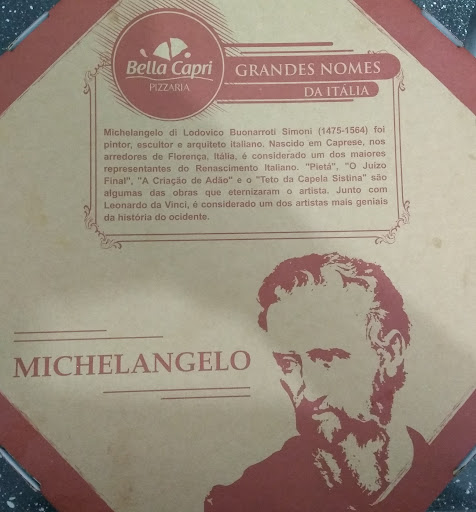 Bella Capri
PIZZARIA
GRANDES NOMES
DA ITÁLIA
Michelangelo di Lodovico Buonarroti Simoni (1475-1564) foi
pintor, escultor e arquiteto italiano. Nascido em Caprese, nos
arredores de Florença, Itália, é considerado um dos maiores
representantes do Renascimento Italiano. "Pietá", "O Juízo
Final", "A Criação de Adão" e o "Teto da Capela Sistina" são
algumas das obras que eternizaram o artista. Junto com
Leonardo da Vinci, é considerado um dos artistas mais geniais
da história do ocidente.
MICHELANGELO